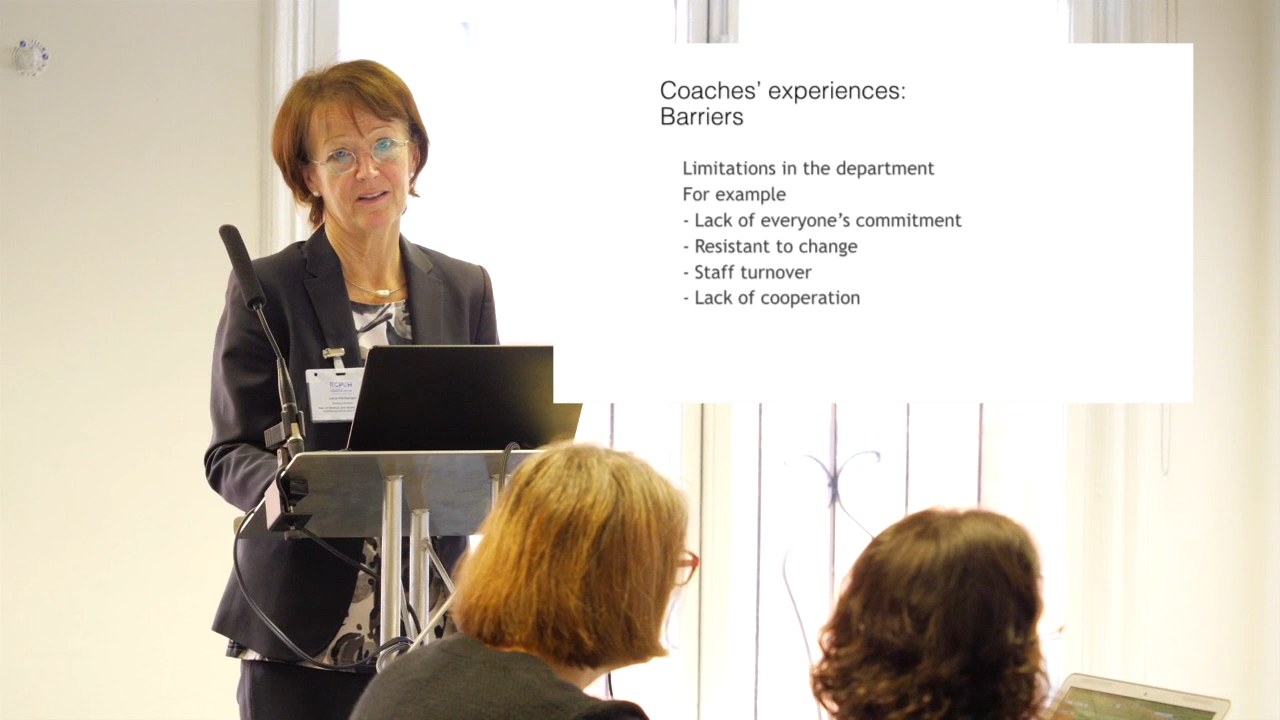 Coaches’ experiences:
Barriers
Limitations in the department
For example
- Lack of everyone’s commitment
- Resistant to change
- Staff turnover
- Lack of cooperation